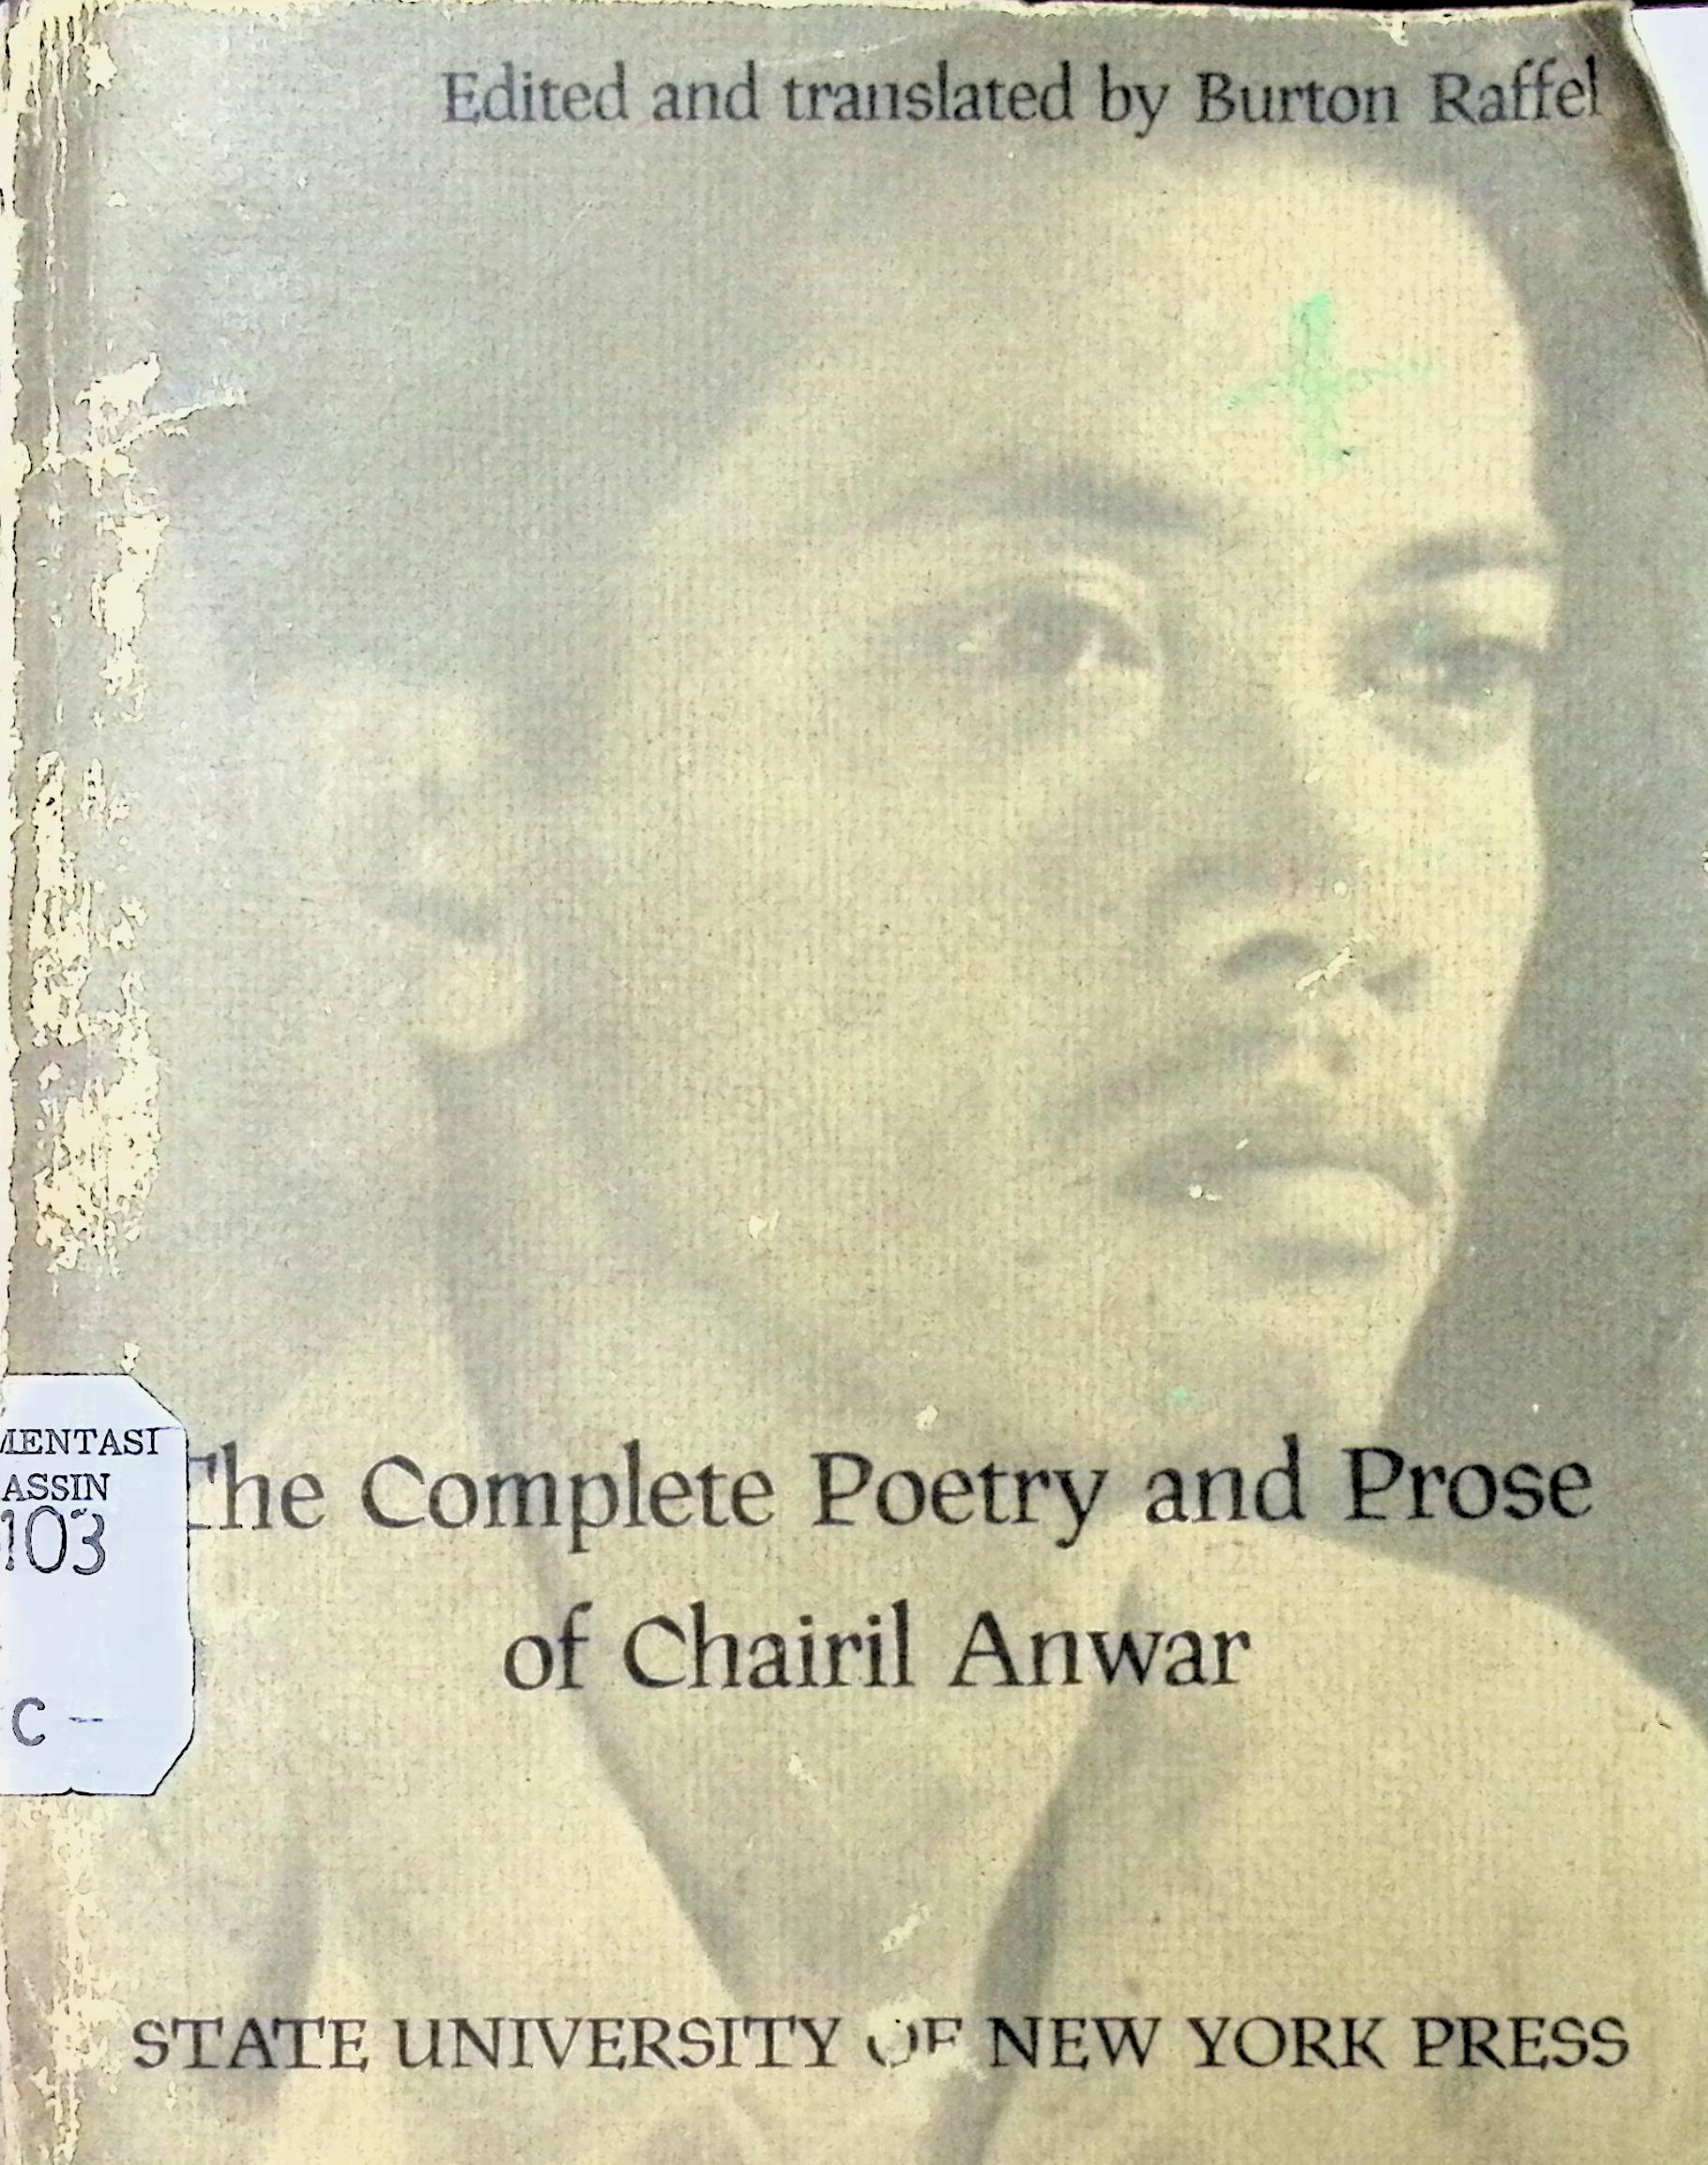 Edited and translated by Burton Raffel
MENTASI
ASSIN
103
The Complete Poetry and Prose
of Chairil Anwar
C -
STATE UNIVERSITY OF NEW YORK PRESS